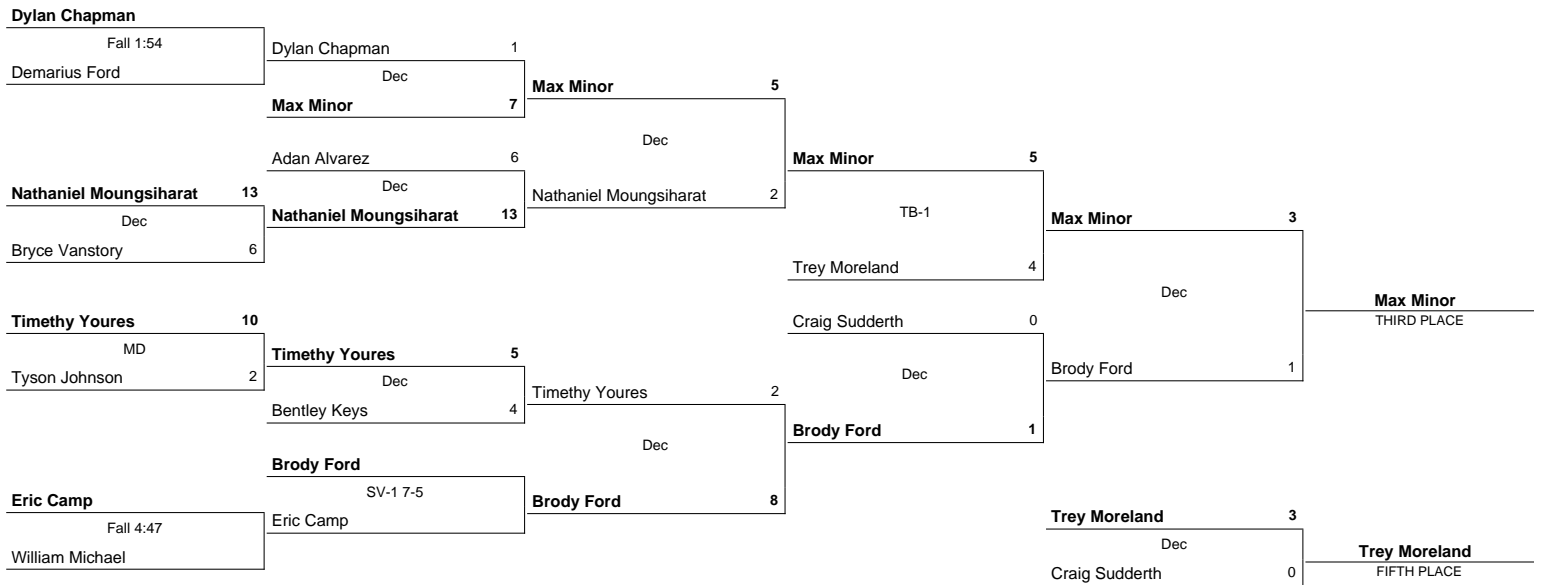 Dylan Chapman
Fall 1:54
Demarius Ford
Nathaniel Moungsiharat 13
Dec
Bryce Vanstory 6
Timethy Youres 10
MD
Tyson Johnson 2
Eric Camp
Fall 4:47
William Michael
Dylan Chapman 1
Dec
Max Minor 7
Adan Alvarez 6
Dec
Nathaniel Moungsiharat 13
Timethy Youres 5
Dec
Bentley Keys 4
Brody Ford
SV-1 7-5
Eric Camp
Max Minor 5
Dec
Nathaniel Moungsiharat 2
Timethy Youres 2
Dec
Brody Ford 8
Max Minor 5
TB-1
Trey Moreland 4
Craig Sudderth 0
Dec
Brody Ford 1
Max Minor 3
Dec
Brody Ford 1
Max Minor
THIRD PLACE
Trey Moreland 3
Dec
Craig Sudderth 0
Trey Moreland
FIFTH PLACE